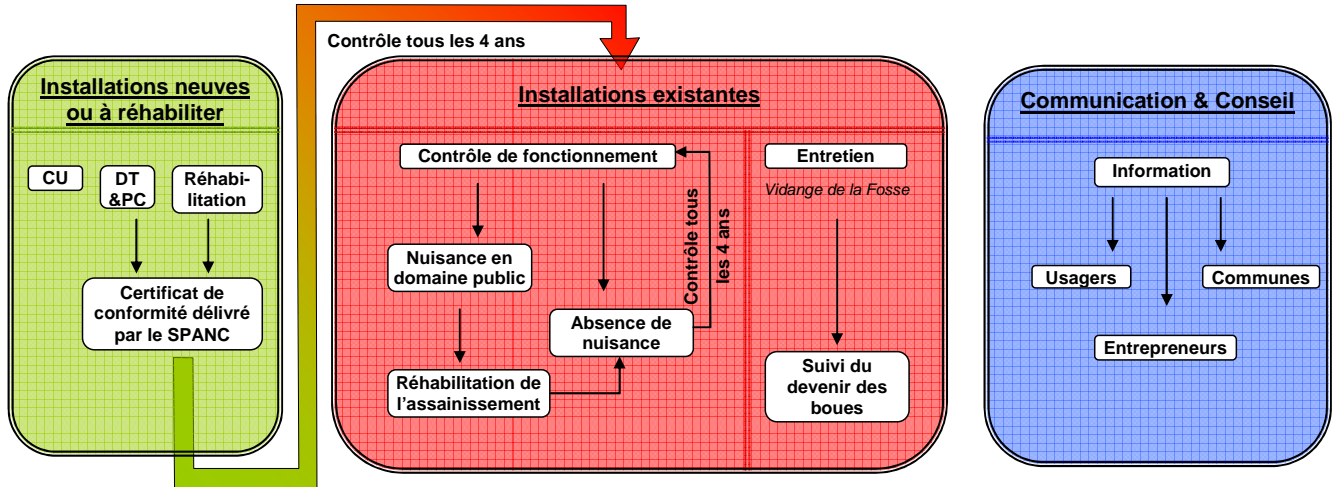 Contrôle tous les 4 ans
Installations neuves
ou à réhabiliter
CU
DT
&PC
Réhabi-
litation
Certificat de
conformité délivré
par le SPANC
Installations existantes
Contrôle de fonctionnement
Nuisance en
domaine public
Absence de
nuisance
Réhabilitation de
l’assainissement
Contrôle tous
les 4 ans
Entretien
Vidange de la Fosse
Suivi du
devenir des
boues
Communication & Conseil
Information
Usagers
Communes
Entrepreneurs